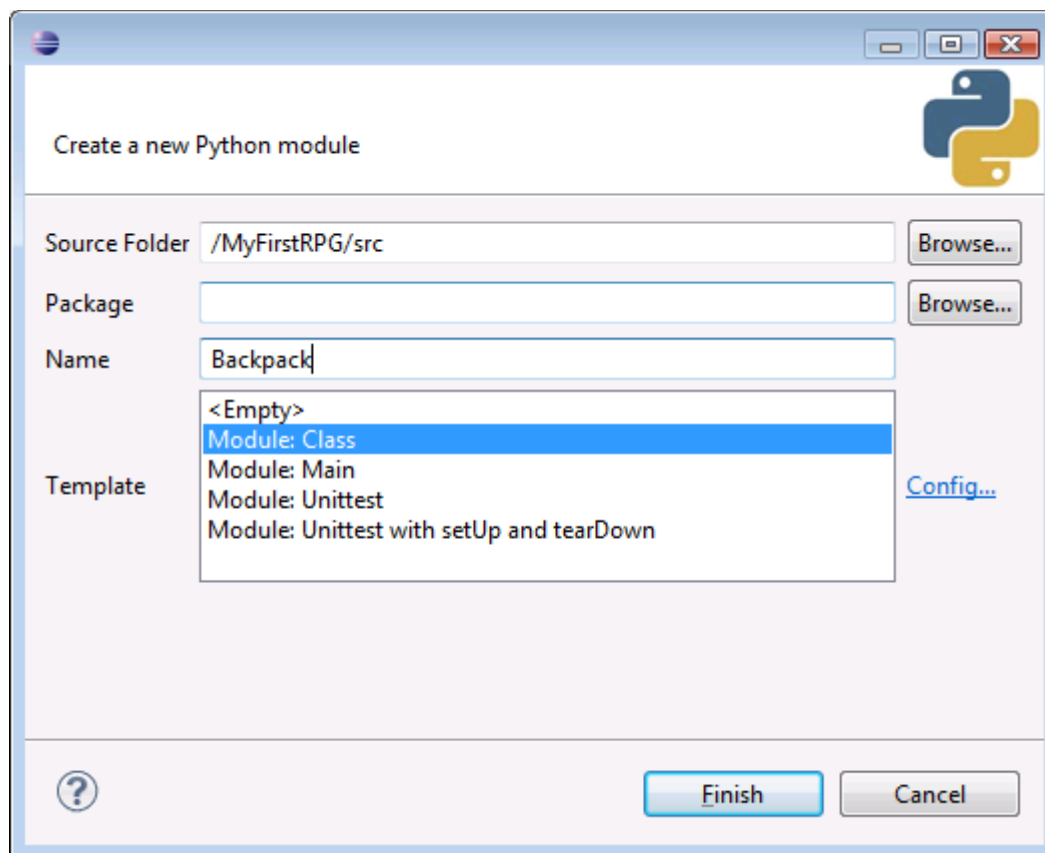 Create a new Python module
Source Folder /MyFirstRPG/src Browse...
Package Browse...
Name Backpack
<Empty>
Module: Class
Module: Main
Module: Unittest
Template Config...
Module: Unittest with setUp and tearDown
? Finish Cancel